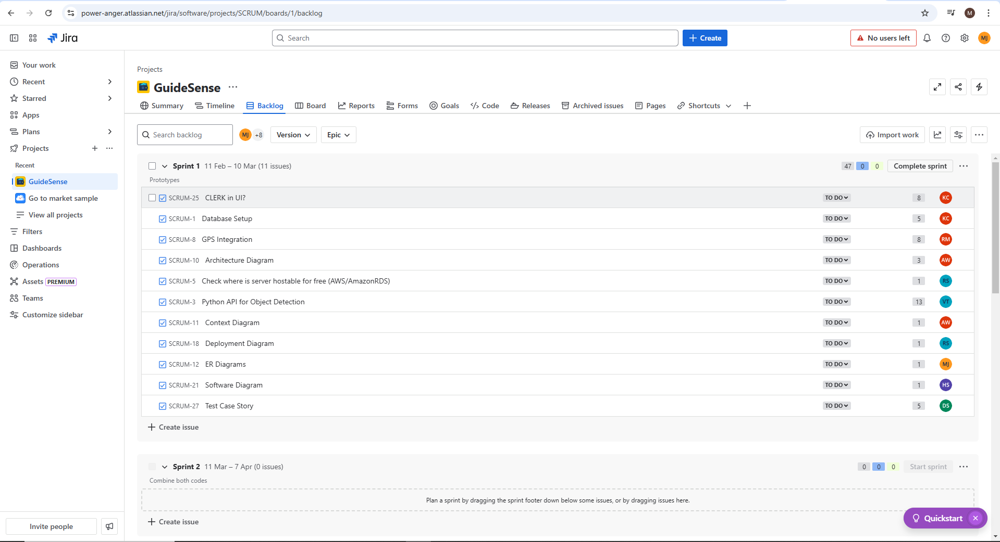 power-anger.atlassian.net/jira/software/projects/SCRUM/boards/1/backlog
M
Jira
Search
Create
No users left
MJ
Your work
Recent
Starred
Apps
Plans
Projects
Recent
GuideSense
Go to market sample
View all projects
Filters
Dashboards
Operations
Assets PREMIUM
Teams
Customize sidebar
Invite people
Projects
GuideSense
Summary Timeline Backlog Board Reports Forms Goals Code Releases Archived issues Pages Shortcuts
Search backlog MJ +8 Version Epic Import work
Sprint 1 11 Feb – 10 Mar (11 issues) 47 0 0 Complete sprint
Prototypes
SCRUM-25 CLERK in UI? TO DO 8 KC
SCRUM-1 Database Setup TO DO 5 KC
SCRUM-8 GPS Integration TO DO 8 RM
SCRUM-10 Architecture Diagram TO DO 3 AW
SCRUM-5 Check where is server hostable for free (AWS/AmazonRDS) TO DO 1 RS
SCRUM-3 Python API for Object Detection TO DO 13 VT
SCRUM-11 Context Diagram TO DO 1 AW
SCRUM-18 Deployment Diagram TO DO 1 RS
SCRUM-12 ER Diagrams TO DO 1 MJ
SCRUM-21 Software Diagram TO DO 1 HS
SCRUM-27 Test Case Story TO DO 5 DS
Create issue
Sprint 2 11 Mar – 7 Apr (0 issues) 0 0 0 Start sprint
Combine both codes
Plan a sprint by dragging the sprint footer down below some issues, or by dragging issues here.
Create issue
Quickstart